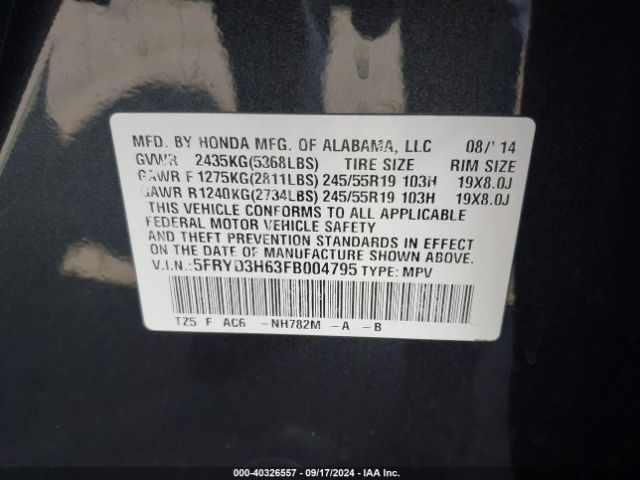 MFD. BY HONDA MFG. OF ALABAMA, LLC 08/'14
GVWR 2435KG(5368LBS) TIRE SIZE RIM SIZE
GAWR F 1275KG(2811LBS) 245/55R19 103H 19X8.0J
GAWR R1240KG(2734LBS) 245/55R19 103H 19X8.0J
THIS VEHICLE CONFORMS TO ALL APPLICABLE
FEDERAL MOTOR VEHICLE SAFETY
AND THEFT PREVENTION STANDARDS IN EFFECT
ON THE DATE OF MANUFACTURE SHOWN ABOVE.
V.I.N.:5FRYD3H63FB004795 TYPE: MPV
TZ5 F AC6 -NH782M -A -B
000-40326557 - 09/17/2024 - IAA Inc.